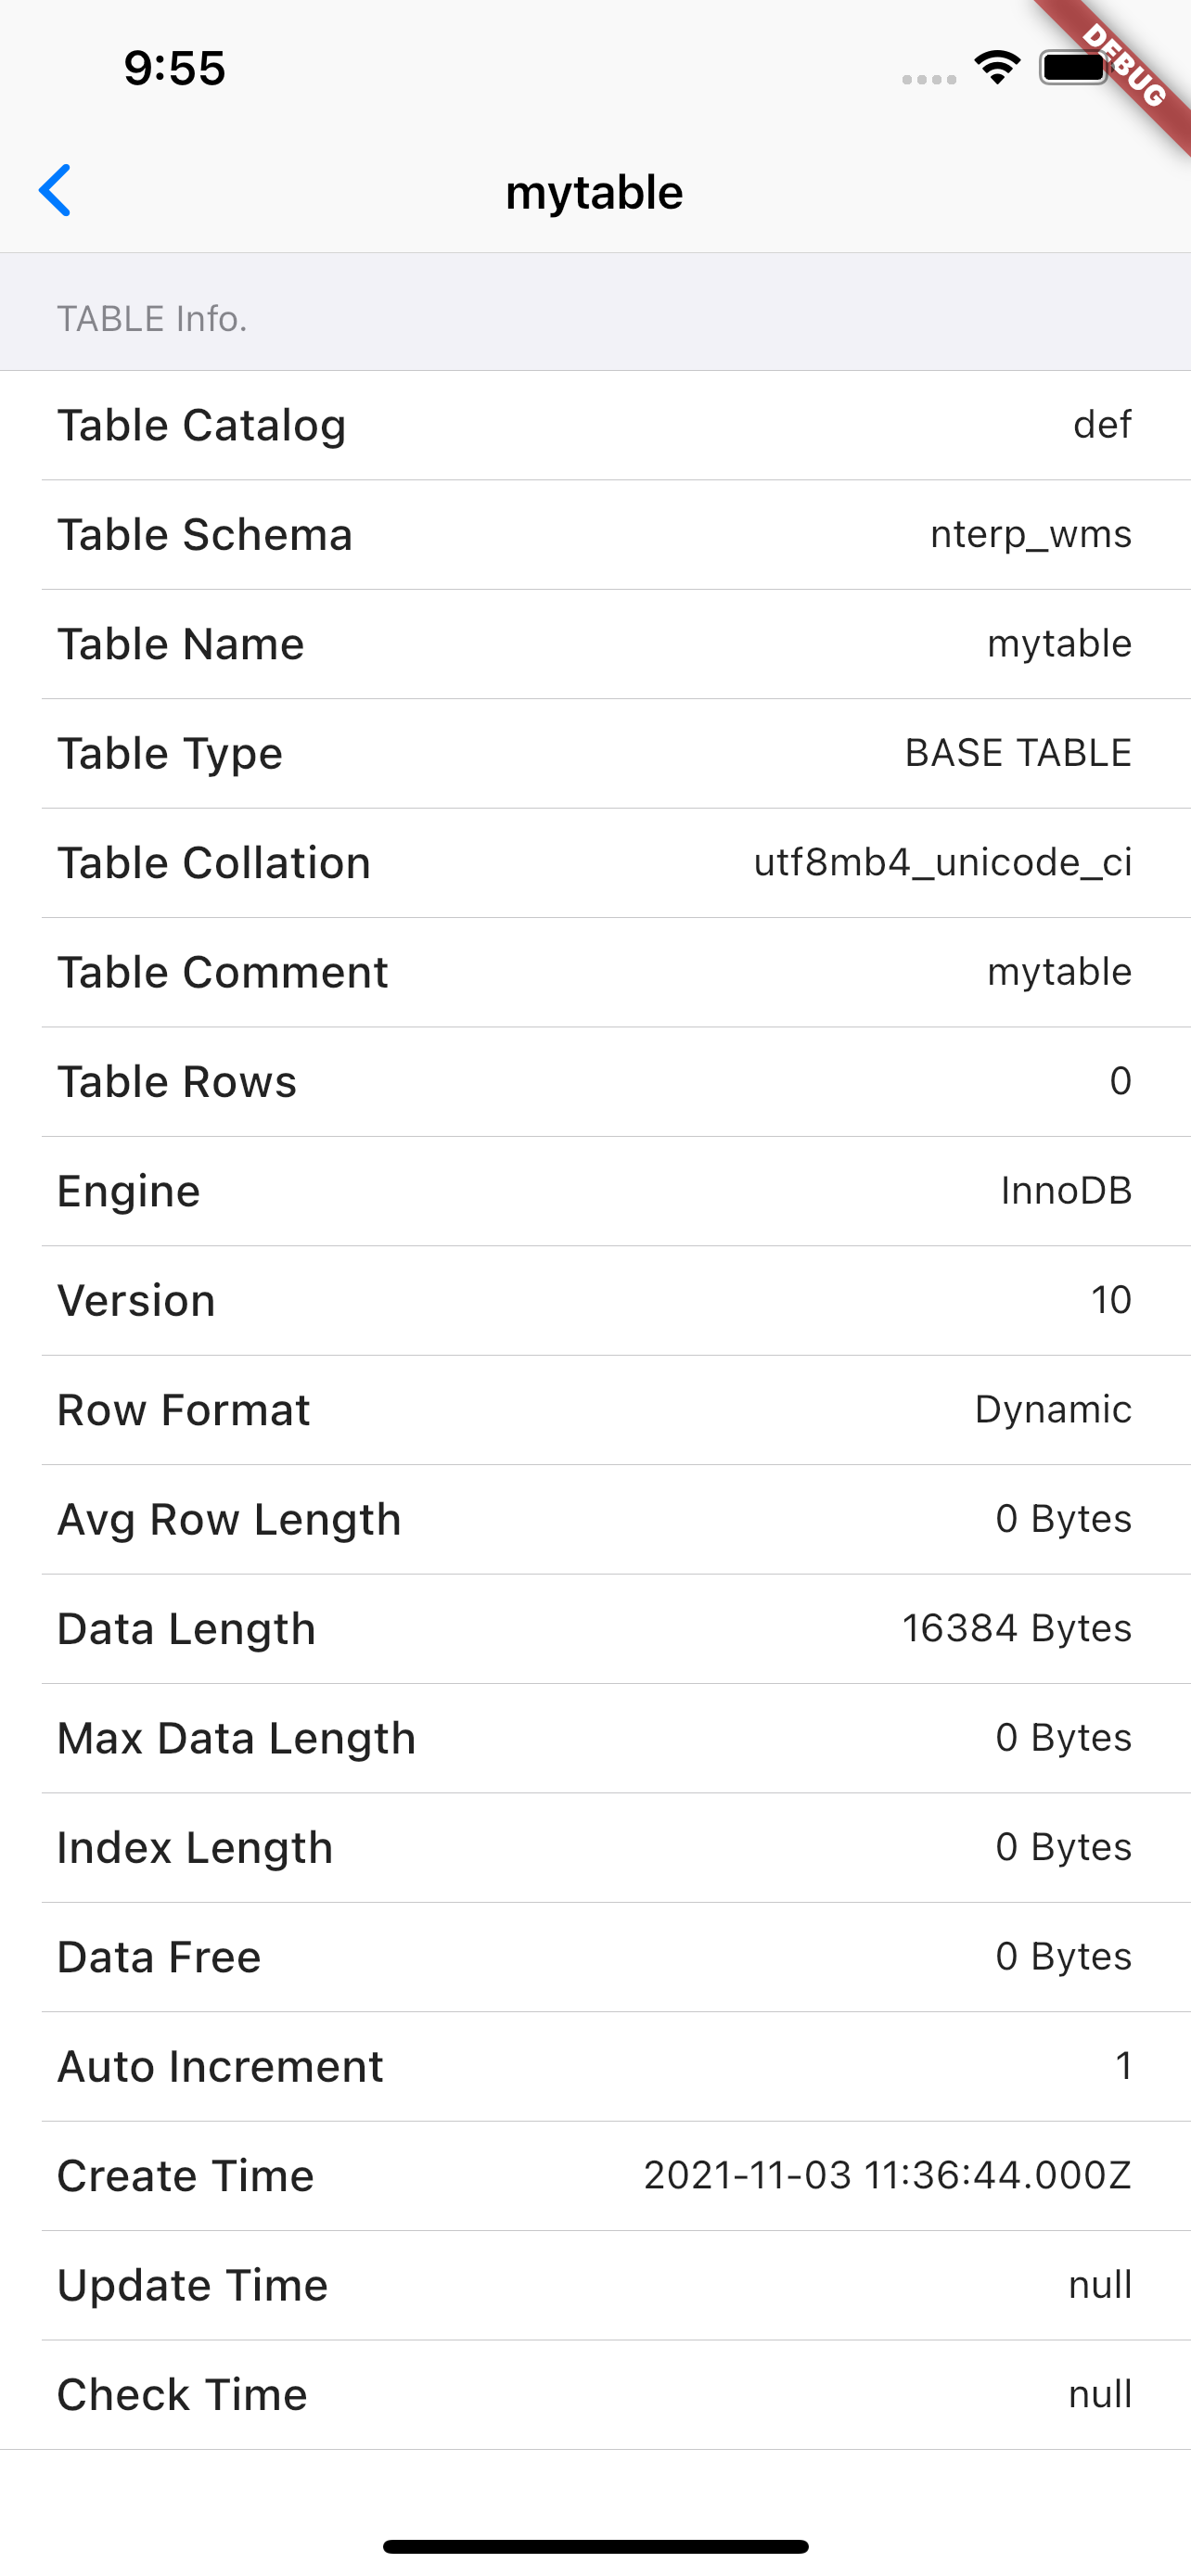 9:55
DEBUG
mytable
TABLE Info.
Table Catalog def
Table Schema nterp_wms
Table Name mytable
Table Type BASE TABLE
Table Collation utf8mb4_unicode_ci
Table Comment mytable
Table Rows 0
Engine InnoDB
Version 10
Row Format Dynamic
Avg Row Length 0 Bytes
Data Length 16384 Bytes
Max Data Length 0 Bytes
Index Length 0 Bytes
Data Free 0 Bytes
Auto Increment 1
Create Time 2021-11-03 11:36:44.000Z
Update Time null
Check Time null